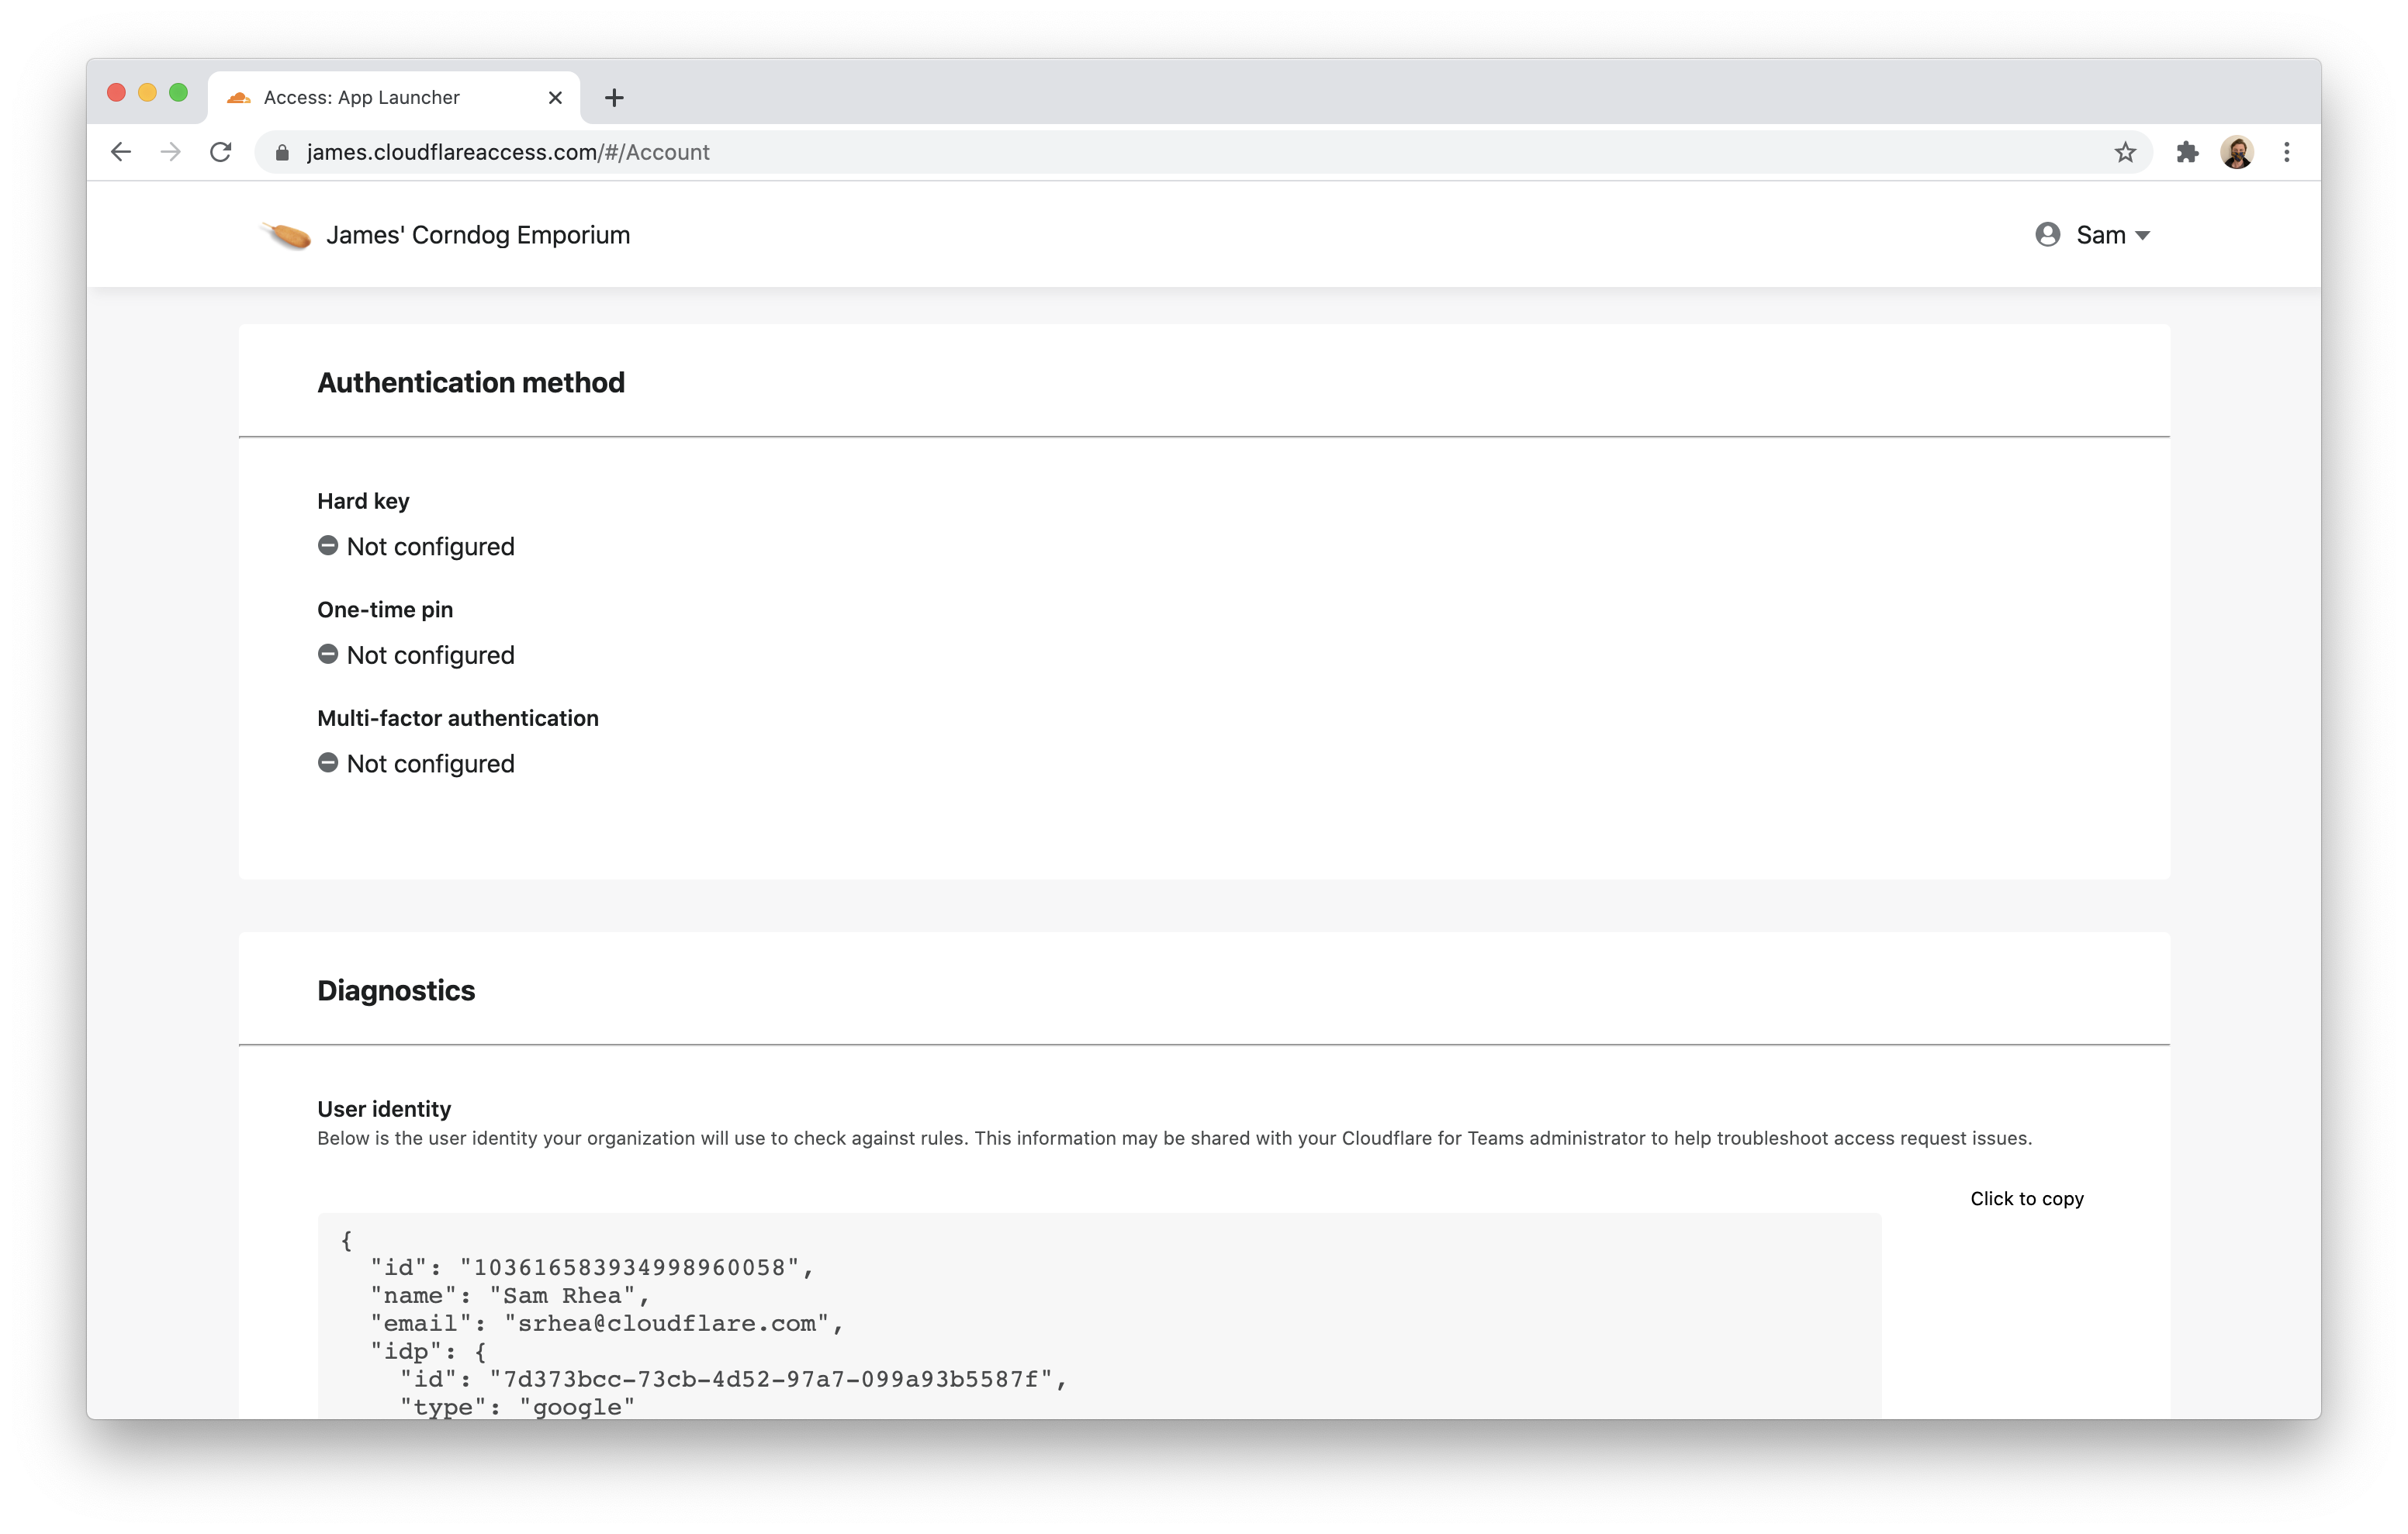 Access: App Launcher
james.cloudflareaccess.com/#/Account
James' Corndog Emporium
Sam
Authentication method
Hard key
Not configured
One-time pin
Not configured
Multi-factor authentication
Not configured
Diagnostics
User identity
Below is the user identity your organization will use to check against rules. This information may be shared with your Cloudflare for Teams administrator to help troubleshoot access request issues.
Click to copy
{
"id": "103616583934998960058",
"name": "Sam Rhea",
"email": "srhea@cloudflare.com",
"idp": {
"id": "7d373bcc-73cb-4d52-97a7-099a93b5587f",
"type": "google"